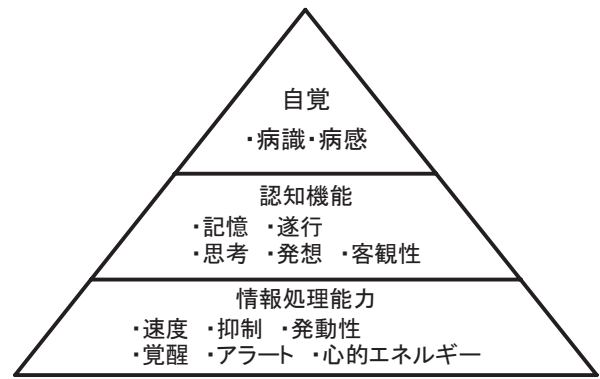 自覚
・病識・病感
認知機能
・記憶 ・遂行
・思考 ・発想 ・客観性
情報処理能力
・速度 ・抑制 ・発動性
・覚醒 ・アラート ・心的エネルギー